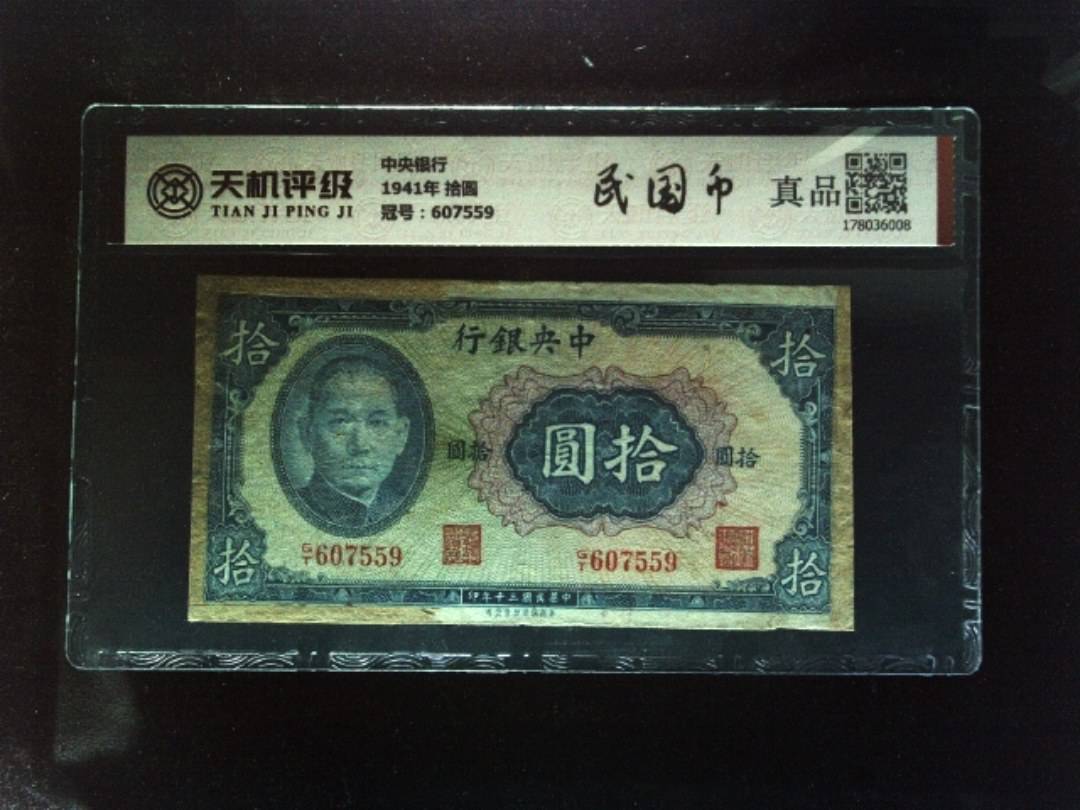 天机评级
TIAN JI PING JI
中央银行
1941年 拾圆
冠号：607559
民国币
真品
178036008
拾
行銀央中
拾
圓拾
圓拾
圓拾
G/T 607559
G/T 607559
拾
拾
印年十三國民華中